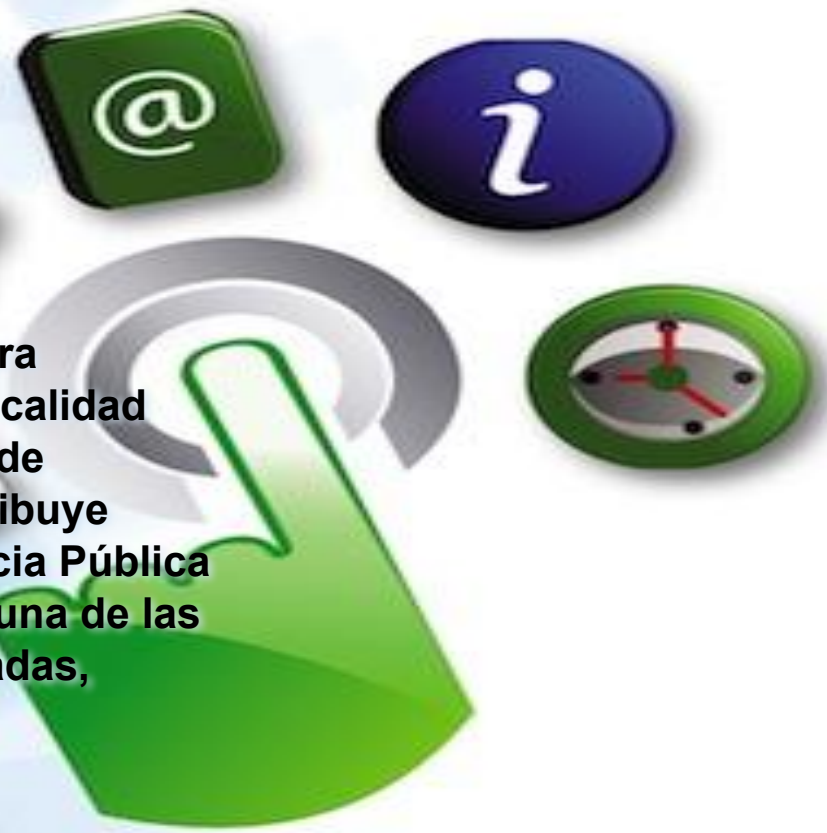 @
i
ra
calidad
de
ibuye
cia Pública
una de las
adas,